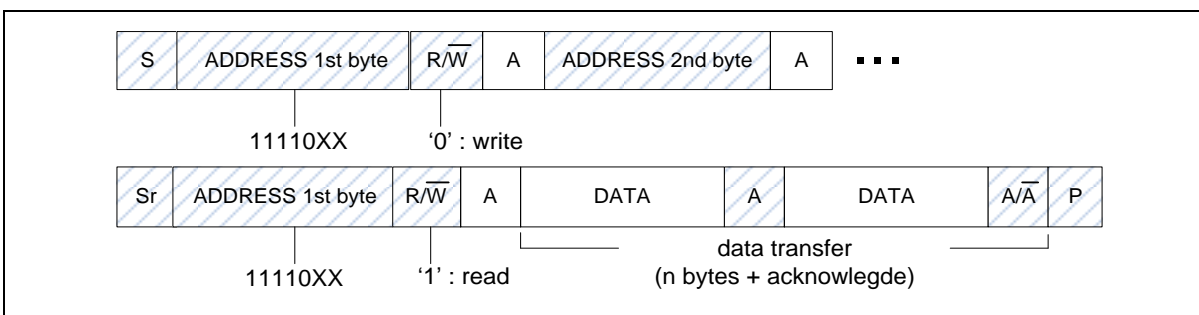 S ADDRESS 1st byte R/W̅ A ADDRESS 2nd byte A ▪ ▪ ▪
11110XX ‘0’ : write
Sr ADDRESS 1st byte R/W̅ A DATA A DATA A/A̅ P
11110XX ‘1’ : read
data transfer
(n bytes + acknowlegde)